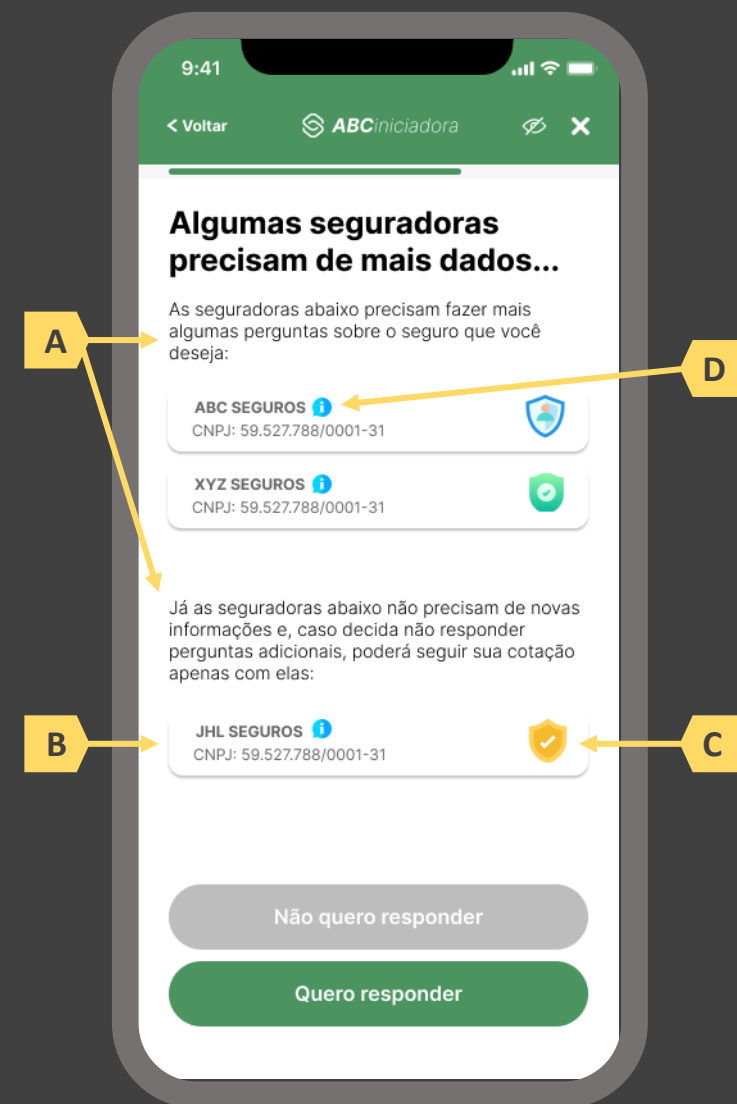 9:41
< Voltar
ABCiniciadora
Algumas seguradoras
precisam de mais dados...
As seguradoras abaixo precisam fazer mais
algumas perguntas sobre o seguro que você
deseja:
A
D
ABC SEGUROS i
CNPJ: 59.527.788/0001-31
XYZ SEGUROS i
CNPJ: 59.527.788/0001-31
Já as seguradoras abaixo não precisam de novas
informações e, caso decida não responder
perguntas adicionais, poderá seguir sua cotação
apenas com elas:
B
JHL SEGUROS i
CNPJ: 59.527.788/0001-31
C
Não quero responder
Quero responder